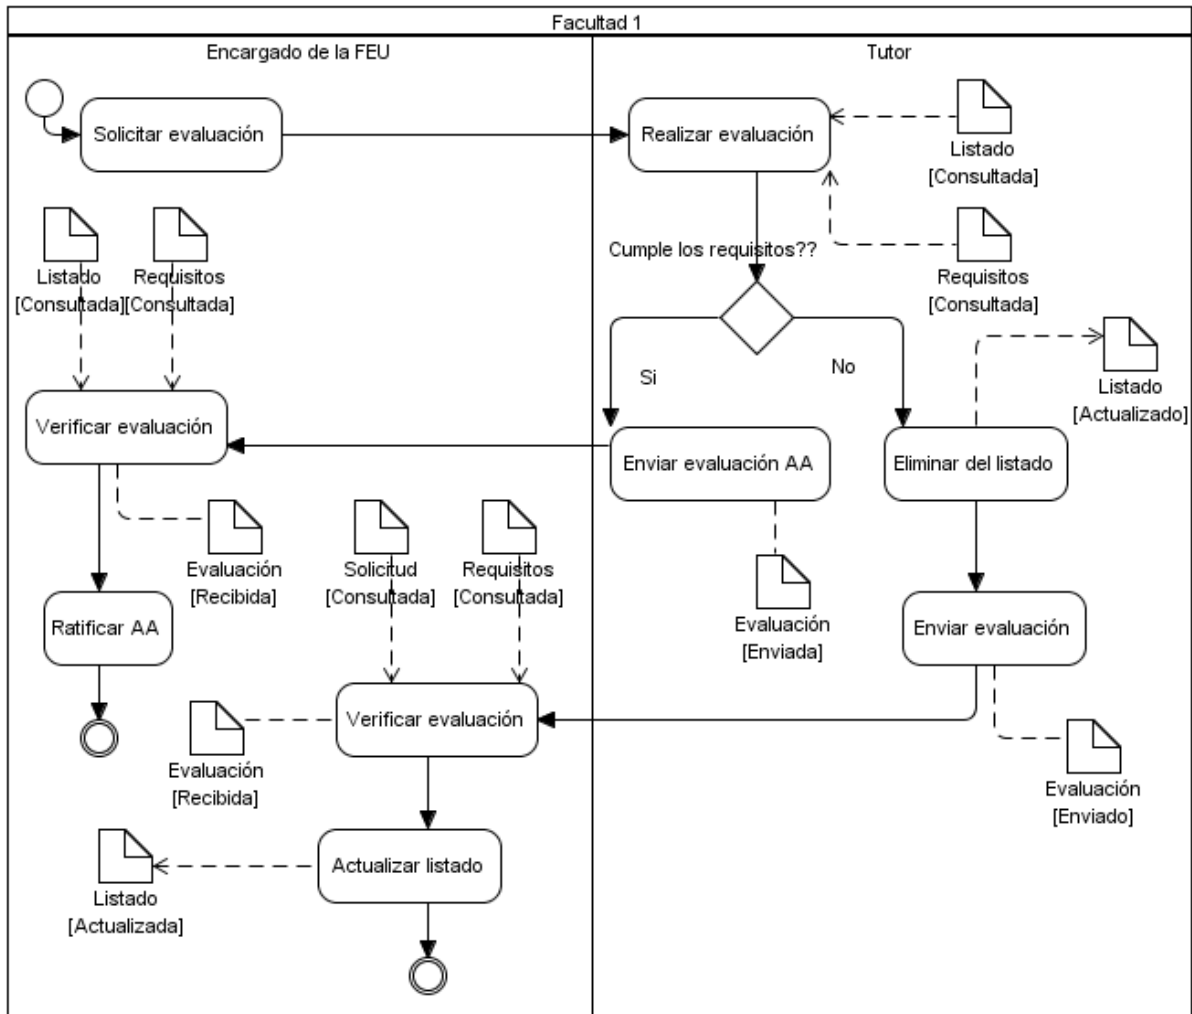 Facultad 1
Encargado de la FEU
Tutor
Solicitar evaluación
Realizar evaluación
Listado
[Consultada]
Cumple los requisitos??
Requisitos
[Consultada]
Listado
[Consultada]
Requisitos
[Consultada]
Si
No
Listado
[Actualizado]
Verificar evaluación
Enviar evaluación AA
Eliminar del listado
Evaluación
[Recibida]
Solicitud
[Consultada]
Requisitos
[Consultada]
Ratificar AA
Evaluación
[Enviada]
Enviar evaluación
Verificar evaluación
Evaluación
[Recibida]
Evaluación
[Enviado]
Actualizar listado
Listado
[Actualizada]